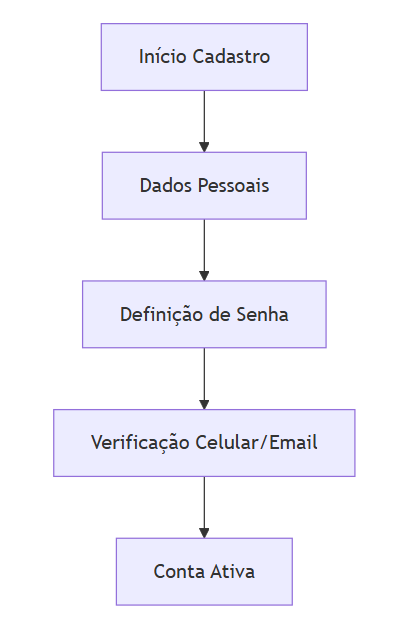 Início Cadastro
Dados Pessoais
Definição de Senha
Verificação Celular/Email
Conta Ativa